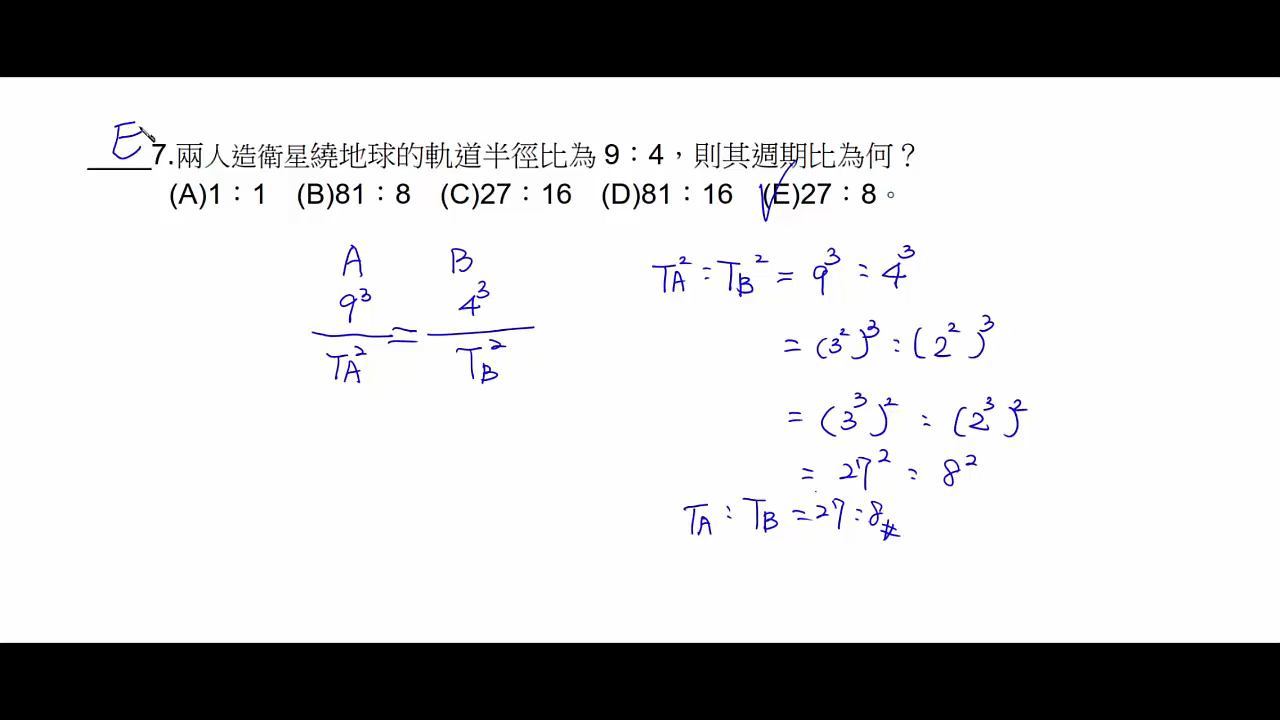 E 7.兩人造衛星繞地球的軌道半徑比為 9：4，則其週期比為何？
(A)1：1 (B)81：8 (C)27：16 (D)81：16 (E)27：8。
A B
9³/TA² = 4³/TB²
TA² : TB² = 9³ : 4³
= (3²)³ : (2²)³
= (3³)² : (2³)²
= 27² : 8²
TA : TB = 27 : 8#